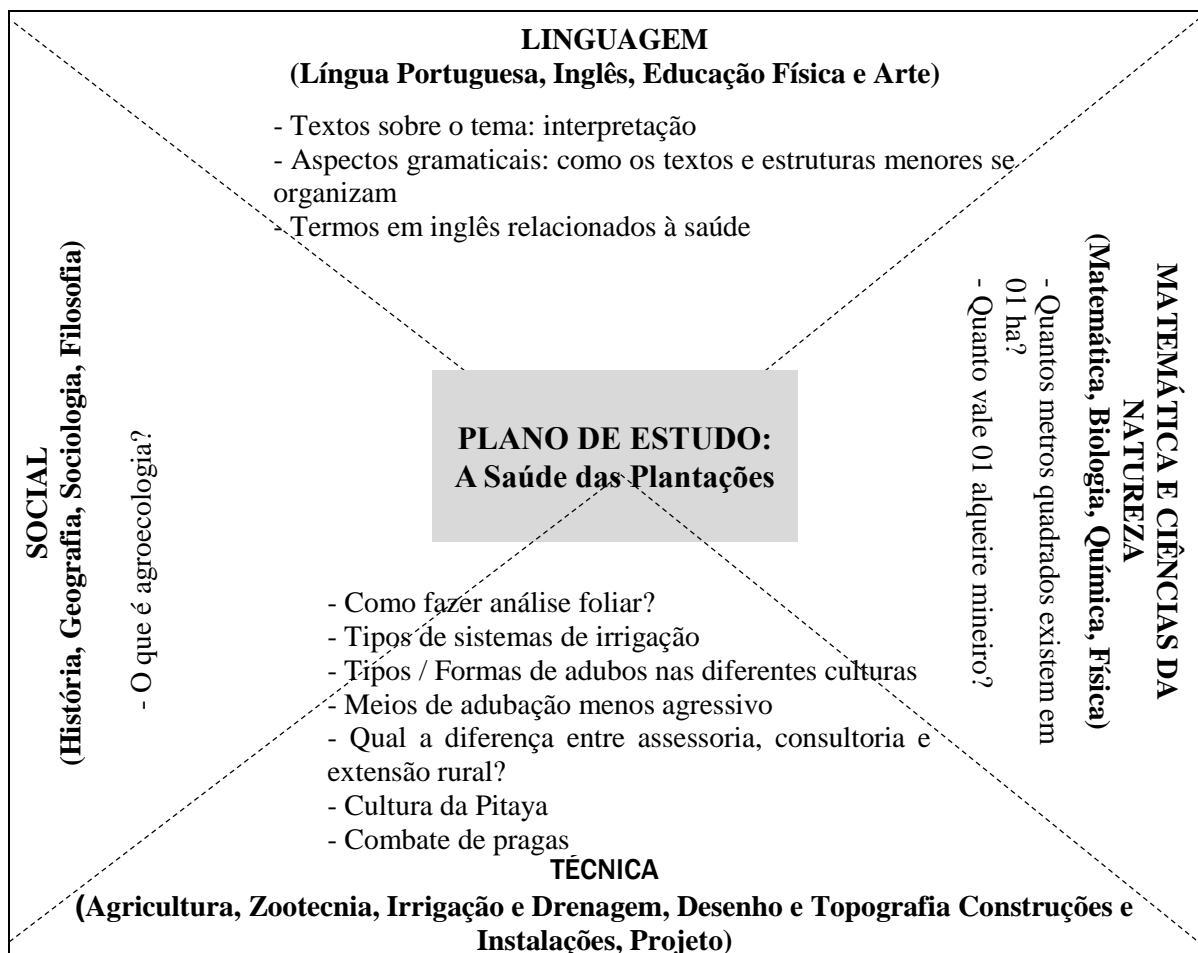 LINGUAGEM
(Língua Portuguesa, Inglês, Educação Física e Arte)
- Textos sobre o tema: interpretação
- Aspectos gramaticais: como os textos e estruturas menores se
organizam
- Termos em inglês relacionados à saúde
SOCIAL
(História, Geografia, Sociologia, Filosofia)
- O que é agroecologia?
PLANO DE ESTUDO:
A Saúde das Plantações
MATEMÁTICA E CIÊNCIAS DA
NATUREZA
(Matemática, Biologia, Química, Física)
- Quantos metros quadrados existem em
01 ha?
- Quanto vale 01 alqueire mineiro?
- Como fazer análise foliar?
- Tipos de sistemas de irrigação
- Tipos / Formas de adubos nas diferentes culturas
- Meios de adubação menos agressivo
- Qual a diferença entre assessoria, consultoria e
extensão rural?
- Cultura da Pitaya
- Combate de pragas
TÉCNICA
(Agricultura, Zootecnia, Irrigação e Drenagem, Desenho e Topografia Construções e
Instalações, Projeto)